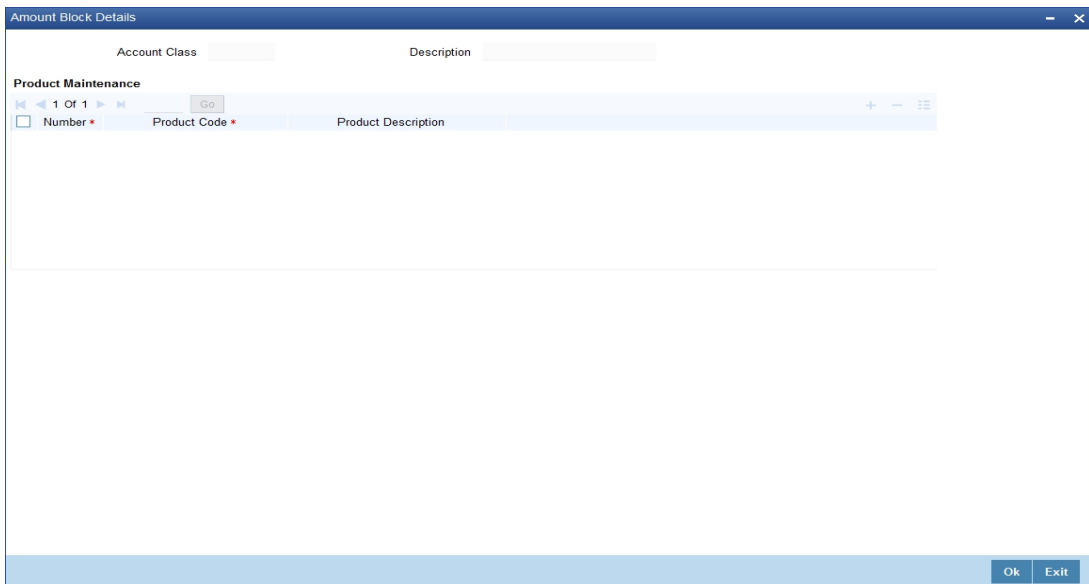 Amount Block Details
Account Class Description
Product Maintenance
1 Of 1 Go
Number * Product Code * Product Description
Ok Exit